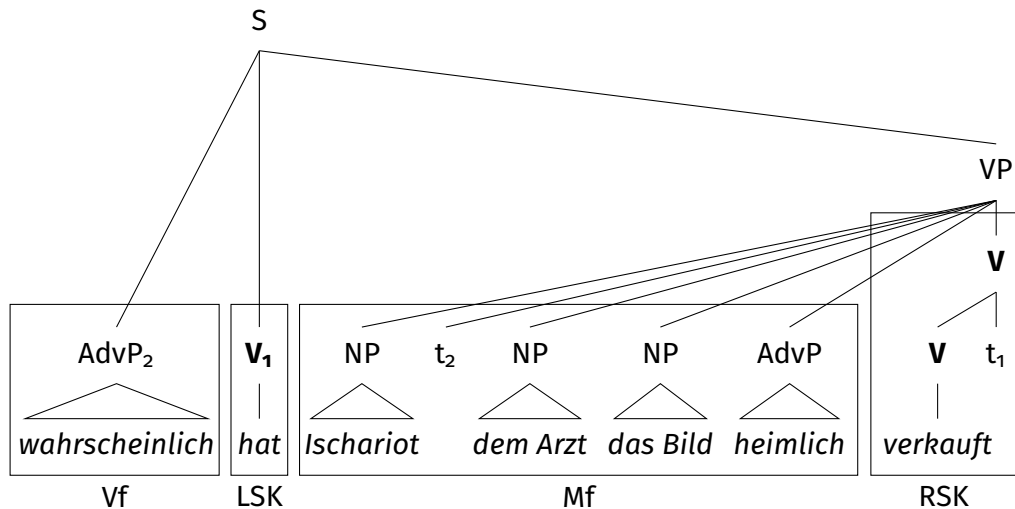 S
VP
V
AdvP₂ V₁ NP t₂ NP NP AdvP V t₁
wahrscheinlich hat Ischariot dem Arzt das Bild heimlich verkauft
Vf LSK Mf RSK